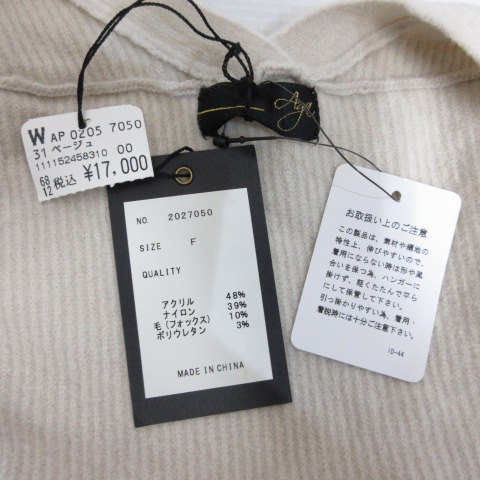 W AP 0205 7050
31 ベージュ
111152458310 00
68
12 税込 ¥17,000
NO. 2027050
SIZE F
QUALITY
アクリル 48%
ナイロン 39%
毛(フォックス) 10%
ポリウレタン 3%
MADE IN CHINA
お取扱い上のご注意
この製品は、素材や編地の
特性上、伸びやすいので、
着用にならない時は形や風
合いを保つ為、ハンガーに
掛けず、軽くたたんで平ら
にして保管して下さい。
引っ掛かりやすい為、着用・
着脱時には十分ご注意下さい。
ID-44